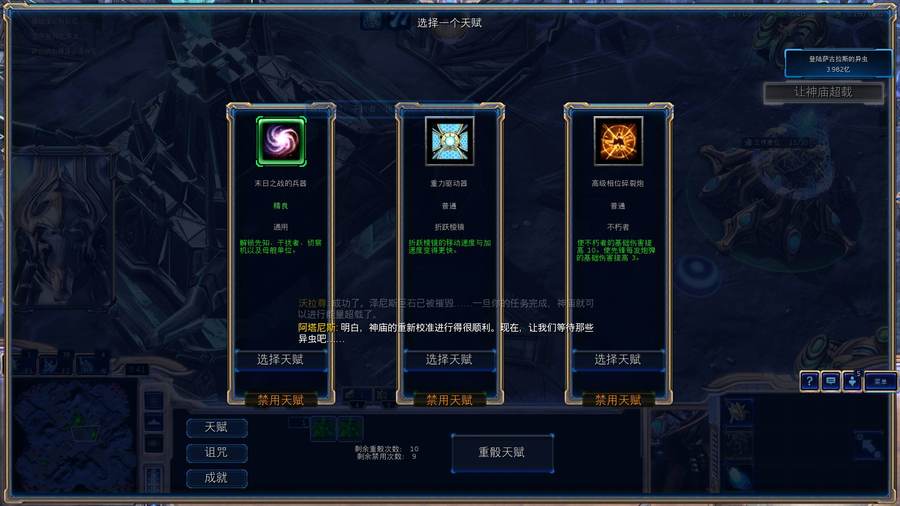 选择一个天赋
登陆萨古拉斯的异虫
3.982亿
让神庙超载
末日之战的兵器
精良
通用
解锁先知、干扰者、侦察
机以及母舰单位。
选择天赋
禁用天赋
重力驱动器
普通
折跃棱镜
折跃棱镜的移动速度与加
速度变得更快。
选择天赋
禁用天赋
高级相位碎裂炮
普通
不朽者
使不朽者的基础伤害提
高 10。使先锋每发炮弹
的基础伤害提高 3。
选择天赋
禁用天赋
沃拉尊: 成功了。泽尼斯巨石已被摧毁……一旦你的任务完成，神庙就可
以进行能量超载了。
阿塔尼斯: 明白，神庙的重新校准进行得很顺利。现在，让我们等待那些
异虫吧……
?
5
菜单
天赋
诅咒
成就
剩余重骰次数: 10
剩余禁用次数: 9
重骰天赋